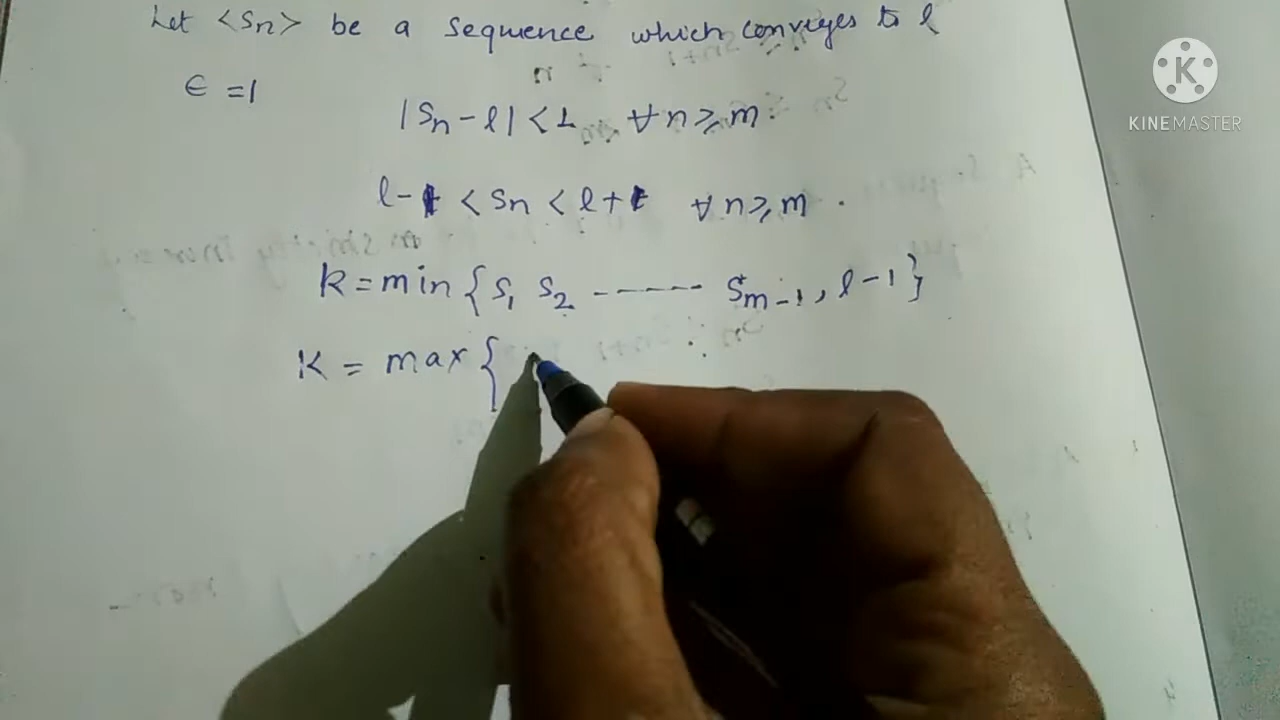 Let <Sn> be a sequence which converges to l
KINEMASTER
∈ =1
|Sn - l| < 1 ∀ n ≥ m.
l - 1 < Sn < l + 1 ∀ n ≥ m.
k = min { S1 S2 ------ Sm-1, l-1 }
K = max {